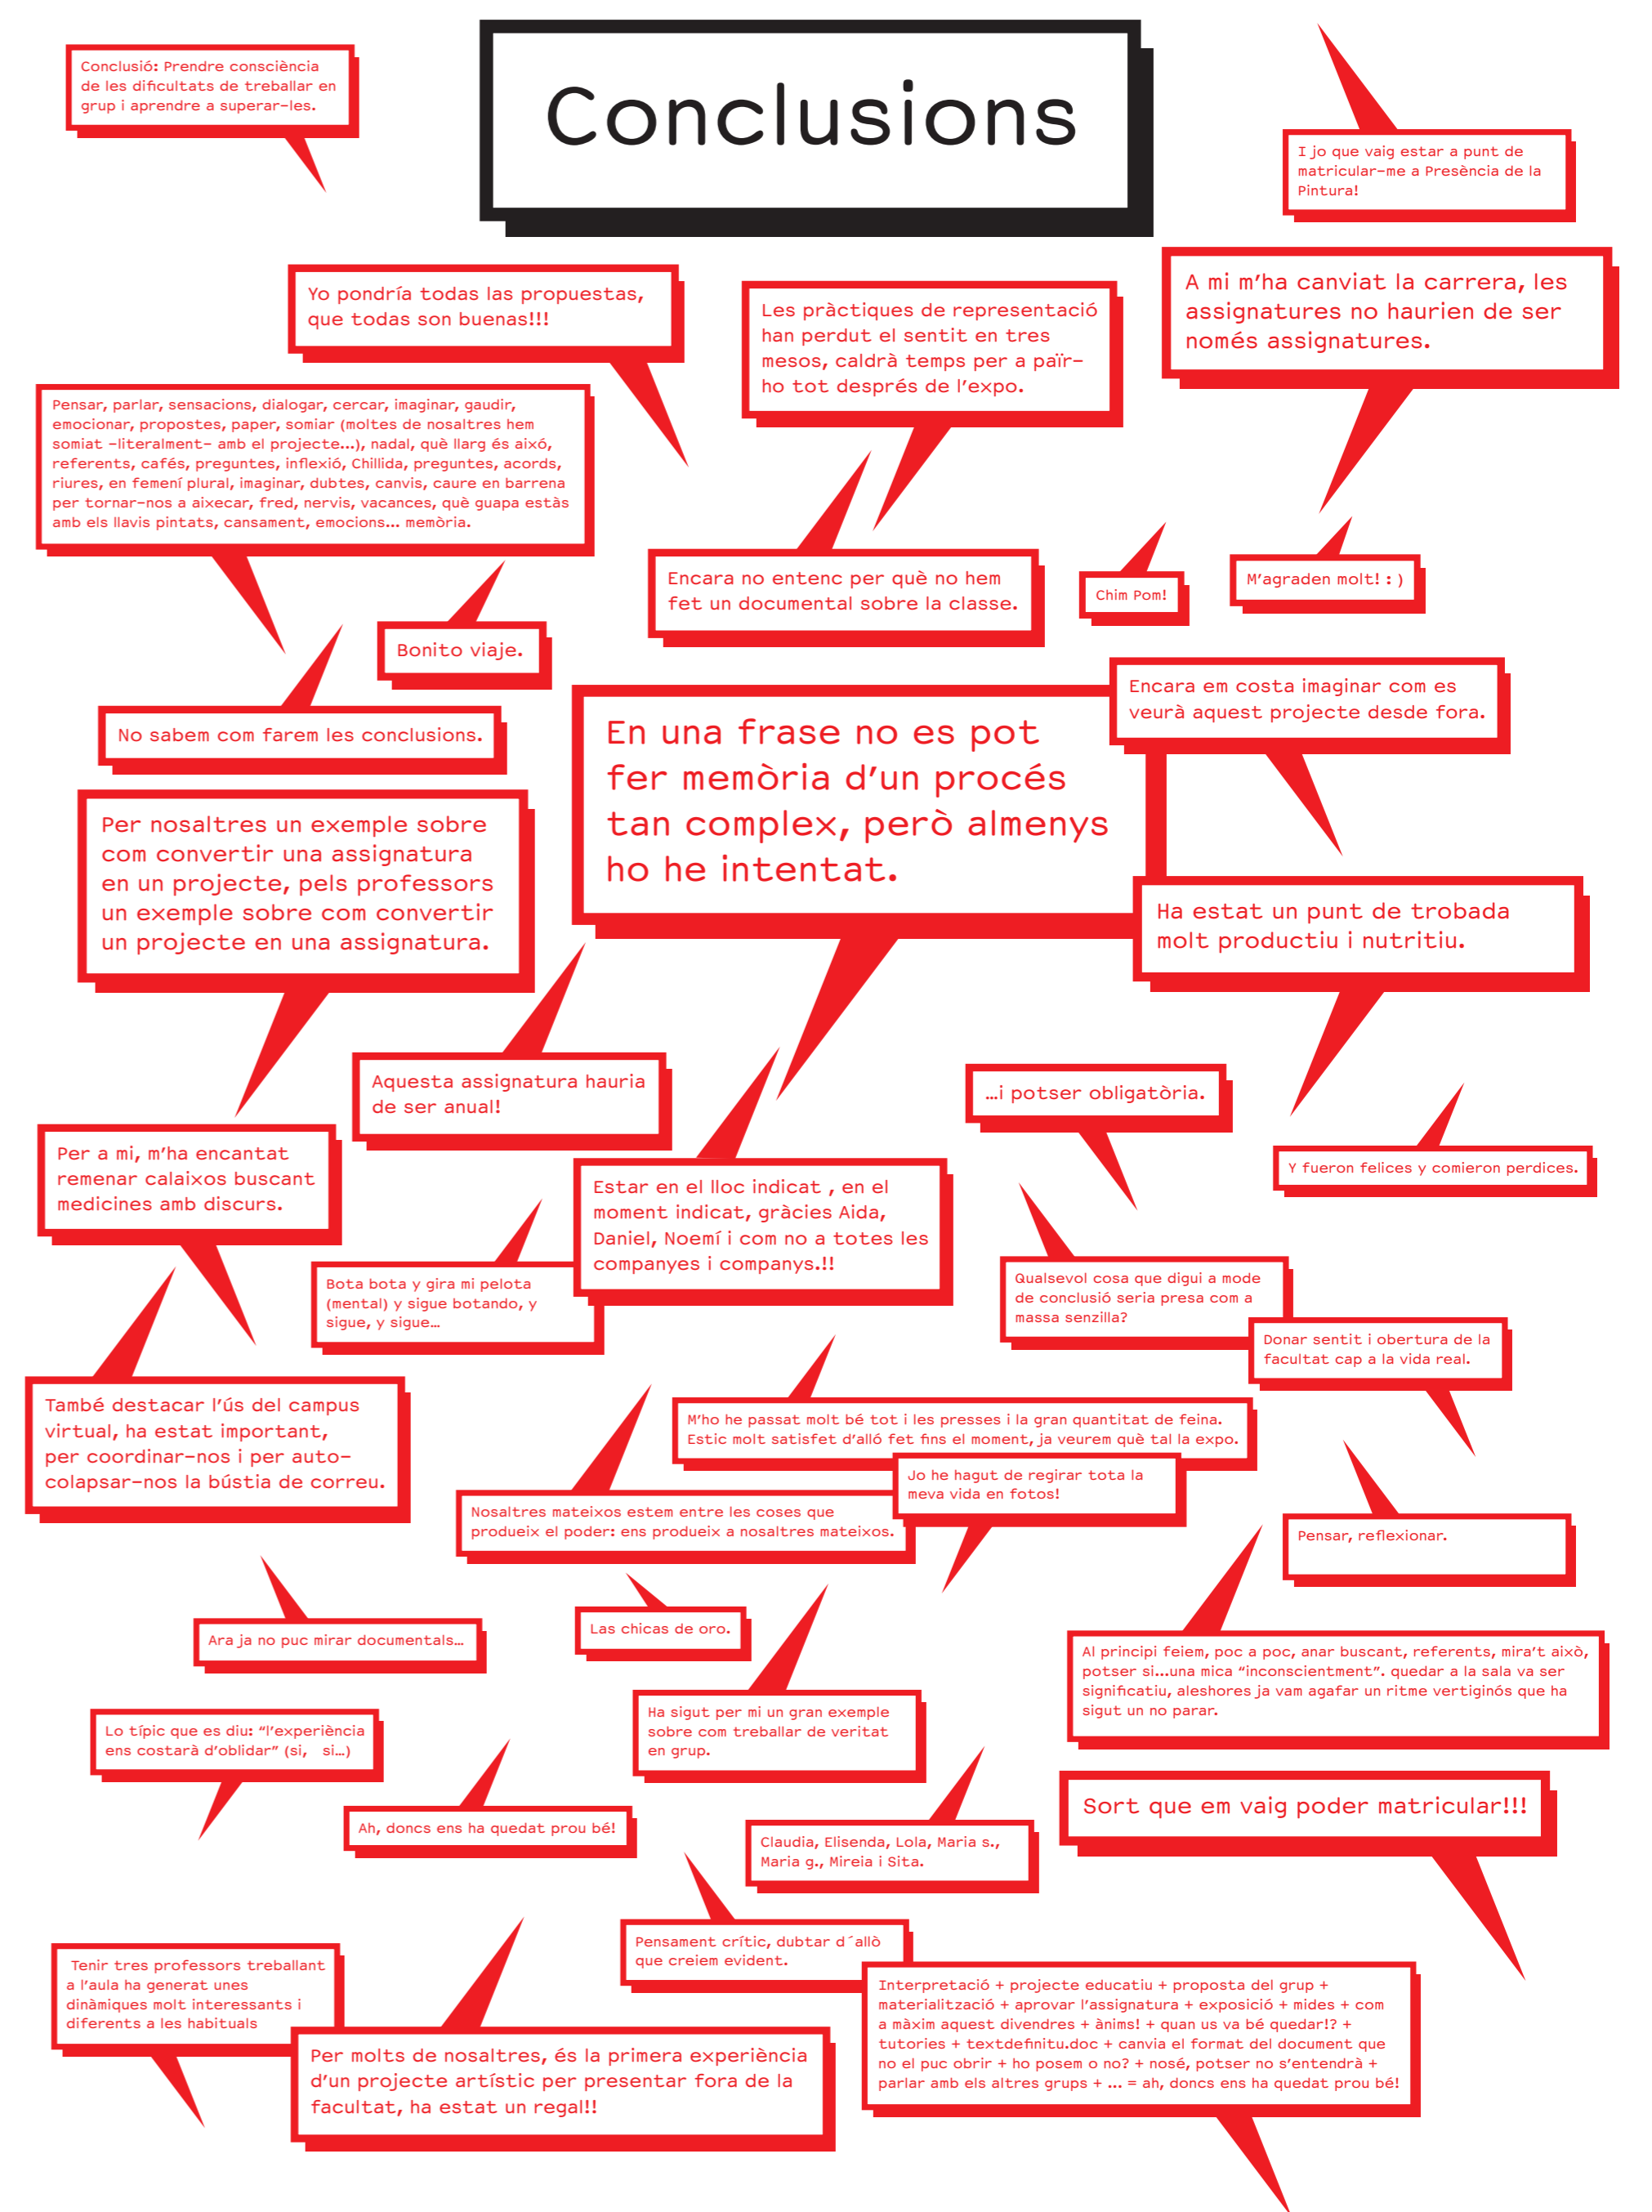 Conclusions
Conclusió: Prendre consciència
de les dificultats de treballar en
grup i aprendre a superar-les.
I jo que vaig estar a punt de
matricular-me a Presència de la
Pintura!
Yo pondría todas las propuestas,
que todas son buenas!!!
Les pràctiques de representació
han perdut el sentit en tres
mesos, caldrà temps per a païr-
ho tot després de l'expo.
A mi m'ha canviat la carrera, les
assignatures no haurien de ser
només assignatures.
Pensar, parlar, sensacions, dialogar, cercar, imaginar, gaudir,
emocionar, propostes, paper, somiar (moltes de nosaltres hem
somiat -literalment- amb el projecte...), nadal, què llarg és aixó,
referents, cafés, preguntes, inflexió, Chillida, preguntes, acords,
riures, en femení plural, imaginar, dubtes, canvis, caure en barrena
per tornar-nos a aixecar, fred, nervis, vacances, què guapa estàs
amb els llavis pintats, cansament, emocions... memòria.
Encara no entenc per què no hem
fet un documental sobre la classe.
Chim Pom!
M'agraden molt! : )
Bonito viaje.
No sabem com farem les conclusions.
En una frase no es pot
fer memòria d'un procés
tan complex, però almenys
ho he intentat.
Encara em costa imaginar com es
veurà aquest projecte desde fora.
Per nosaltres un exemple sobre
com convertir una assignatura
en un projecte, pels professors
un exemple sobre com convertir
un projecte en una assignatura.
Ha estat un punt de trobada
molt productiu i nutritiu.
Aquesta assignatura hauria
de ser anual!
...i potser obligatòria.
Per a mi, m'ha encantat
remenar calaixos buscant
medicines amb discurs.
Y fueron felices y comieron perdices.
Estar en el lloc indicat , en el
moment indicat, gràcies Aida,
Daniel, Noemí i com no a totes les
companyes i companys.!!
Bota bota y gira mi pelota
(mental) y sigue botando, y
sigue, y sigue...
Qualsevol cosa que digui a mode
de conclusió seria presa com a
massa senzilla?
Donar sentit i obertura de la
facultat cap a la vida real.
També destacar l'ús del campus
virtual, ha estat important,
per coordinar-nos i per auto-
colapsar-nos la bústia de correu.
M'ho he passat molt bé tot i les presses i la gran quantitat de feina.
Estic molt satisfet d'alló fet fins el moment, ja veurem què tal la expo.
Jo he hagut de regirar tota la
meva vida en fotos!
Nosaltres mateixos estem entre les coses que
produeix el poder: ens produeix a nosaltres mateixos.
Pensar, reflexionar.
Ara ja no puc mirar documentals...
Las chicas de oro.
Al principi feiem, poc a poc, anar buscant, referents, mira't això,
potser si...una mica "inconscientment". quedar a la sala va ser
significatiu, aleshores ja vam agafar un ritme vertiginós que ha
sigut un no parar.
Ha sigut per mi un gran exemple
sobre com treballar de veritat
en grup.
Lo típic que es diu: "l'experiència
ens costarà d'oblidar" (si, si...)
Sort que em vaig poder matricular!!!
Ah, doncs ens ha quedat prou bé!
Claudia, Elisenda, Lola, Maria s.,
Maria g., Mireia i Sita.
Pensament crític, dubtar d´allò
que creiem evident.
Tenir tres professors treballant
a l'aula ha generat unes
dinàmiques molt interessants i
diferents a les habituals
Interpretació + projecte educatiu + proposta del grup +
materialització + aprovar l'assignatura + exposició + mides + com
a màxim aquest divendres + ànims! + quan us va bé quedar!? +
tutories + textdefinitu.doc + canvia el format del document que
no el puc obrir + ho posem o no? + nosé, potser no s'entendrà +
parlar amb els altres grups + ... = ah, doncs ens ha quedat prou bé!
Per molts de nosaltres, és la primera experiència
d'un projecte artístic per presentar fora de la
facultat, ha estat un regal!!